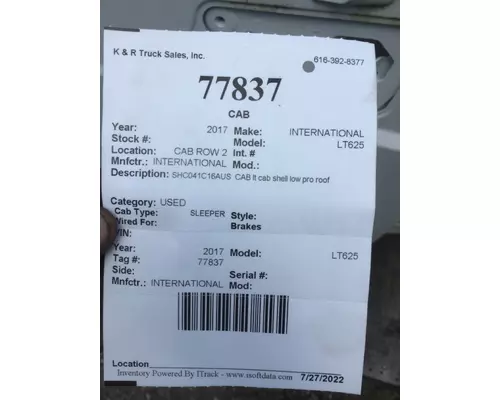 K & R Truck Sales, Inc. 616-392-8377
77837
CAB
Year: 2017 Make: INTERNATIONAL
Stock #: Model: LT625
Location: CAB ROW 2 Int. #
Mnfctr.: INTERNATIONAL Mod.:
Description: SHC041C16AUS CAB lt cab shell low pro roof
Category: USED
Cab Type: SLEEPER Style:
Wired For: Brakes
VIN:
Year: 2017 Model: LT625
Tag #: 77837
Side: Serial #:
Mnfctr.: INTERNATIONAL Mod:
Location
Inventory Powered By ITrack - www.isoftdata.com 7/27/2022